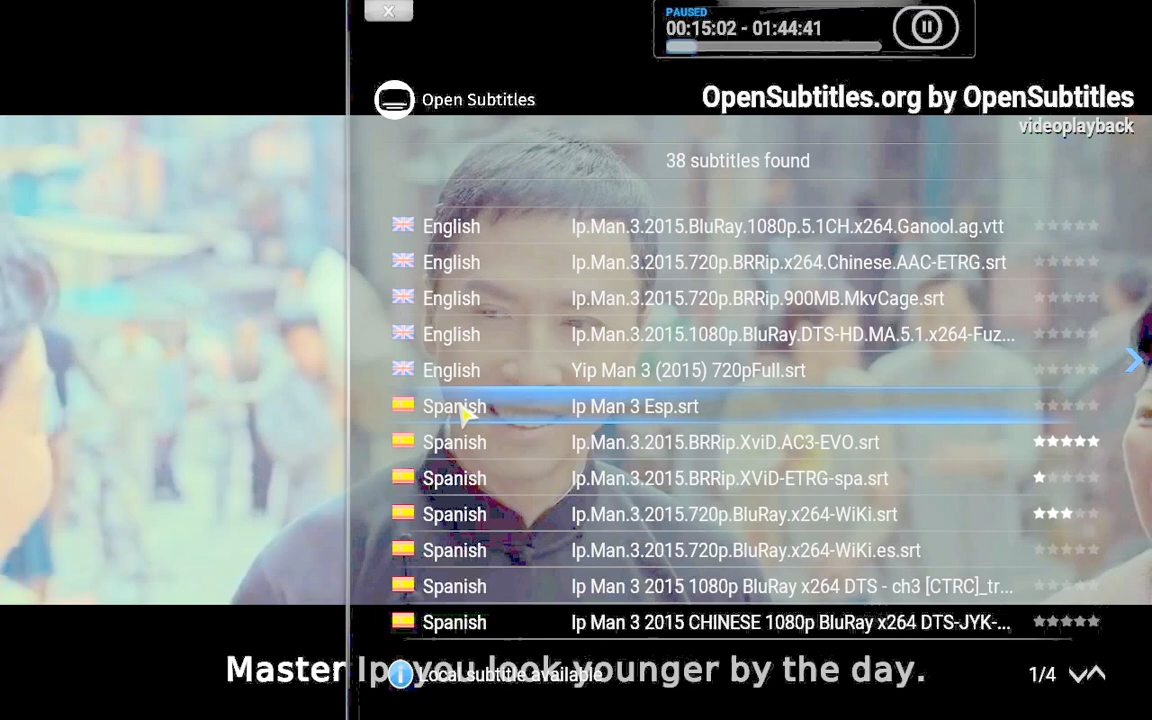 PAUSED
00:15:02 - 01:44:41
Open Subtitles
OpenSubtitles.org by OpenSubtitles
videoplayback
38 subtitles found
English Ip.Man.3.2015.BluRay.1080p.5.1CH.x264.Ganool.ag.vtt
English Ip.Man.3.2015.720p.BRRip.x264.Chinese.AAC-ETRG.srt
English Ip.Man.3.2015.720p.BRRip.900MB.MkvCage.srt
English Ip.Man.3.2015.1080p.BluRay.DTS-HD.MA.5.1.x264-Fuz...
English Yip Man 3 (2015) 720pFull.srt
Spanish Ip Man 3 Esp.srt
Spanish Ip.Man.3.2015.BRRip.XviD.AC3-EVO.srt
Spanish Ip.Man.3.2015.BRRip.XViD-ETRG-spa.srt
Spanish Ip.Man.3.2015.720p.BluRay.x264-WiKi.srt
Spanish Ip.Man.3.2015.720p.BluRay.x264-WiKi.es.srt
Spanish Ip Man 3 2015 1080p BluRay x264 DTS - ch3 [CTRC]_tr...
Spanish Ip Man 3 2015 CHINESE 1080p BluRay x264 DTS-JYK-...
Master Ip, you look younger by the day.
Local subtitle available
1/4